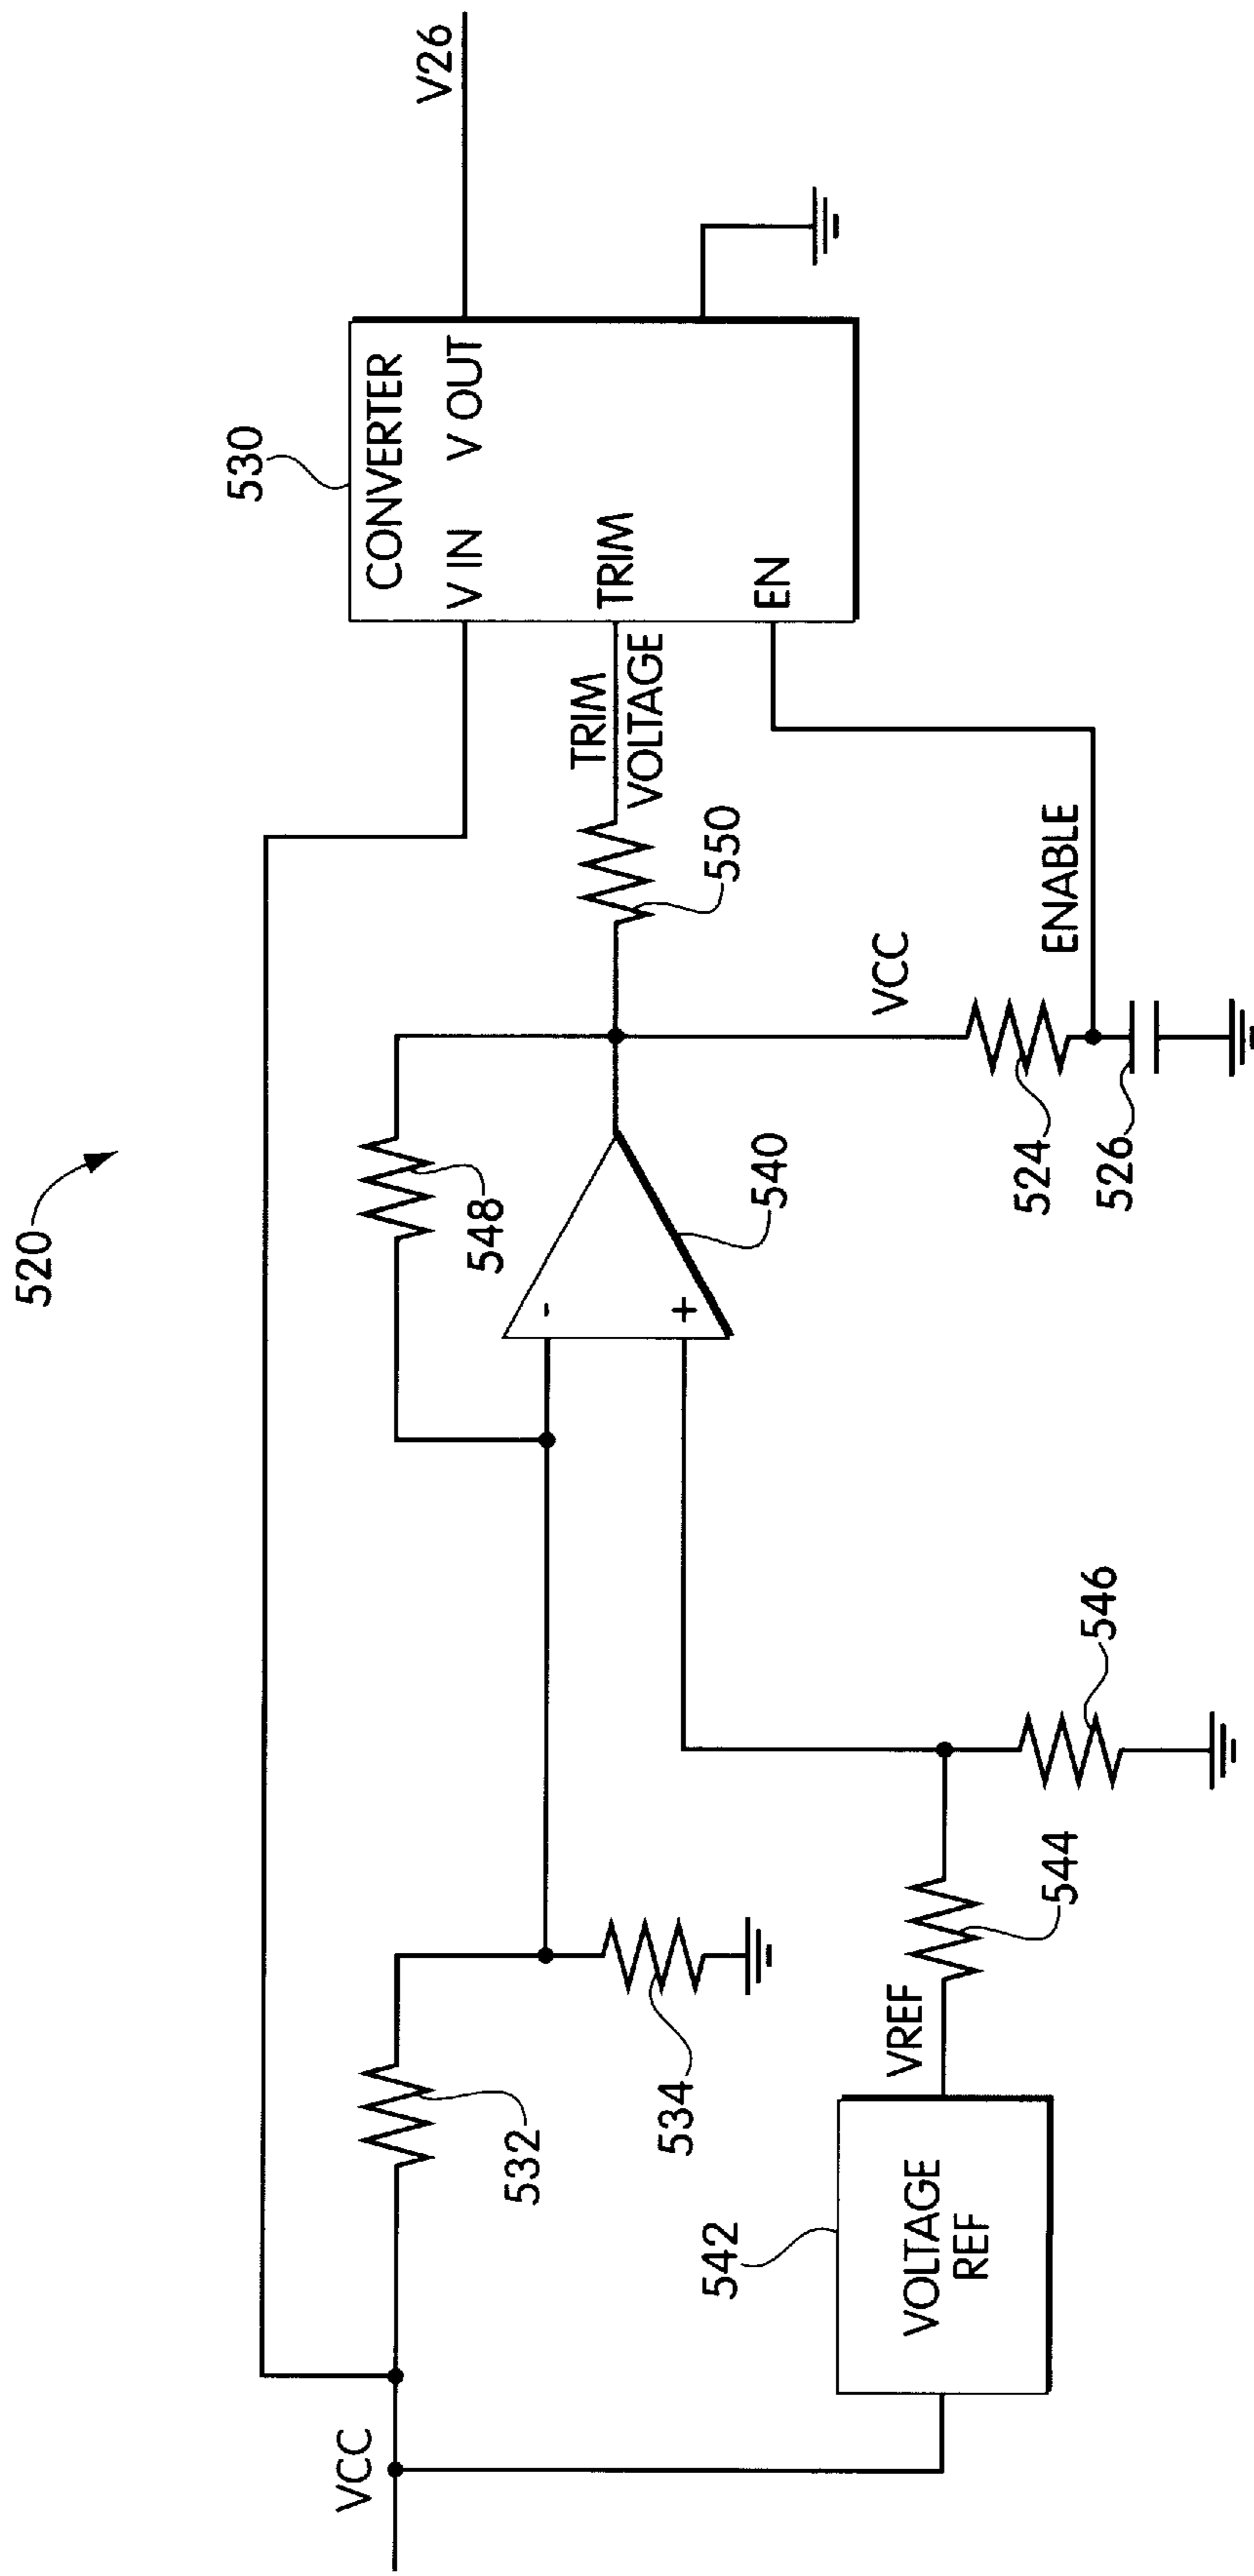 520
530
CONVERTER
V IN V OUT
V26
TRIM
EN
TRIM
VOLTAGE
550
548
540
VCC
ENABLE
524
526
VCC
532
534
542
VOLTAGE
REF
VREF
544
546
-
+